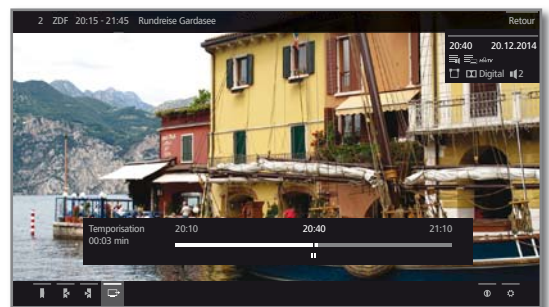 2 ZDF 20:15 - 21:45 Rundreise Gardasee Retour
20:40 20.12.2014
Digital 2
Temporisation 20:10 20:40 21:10
00:03 min